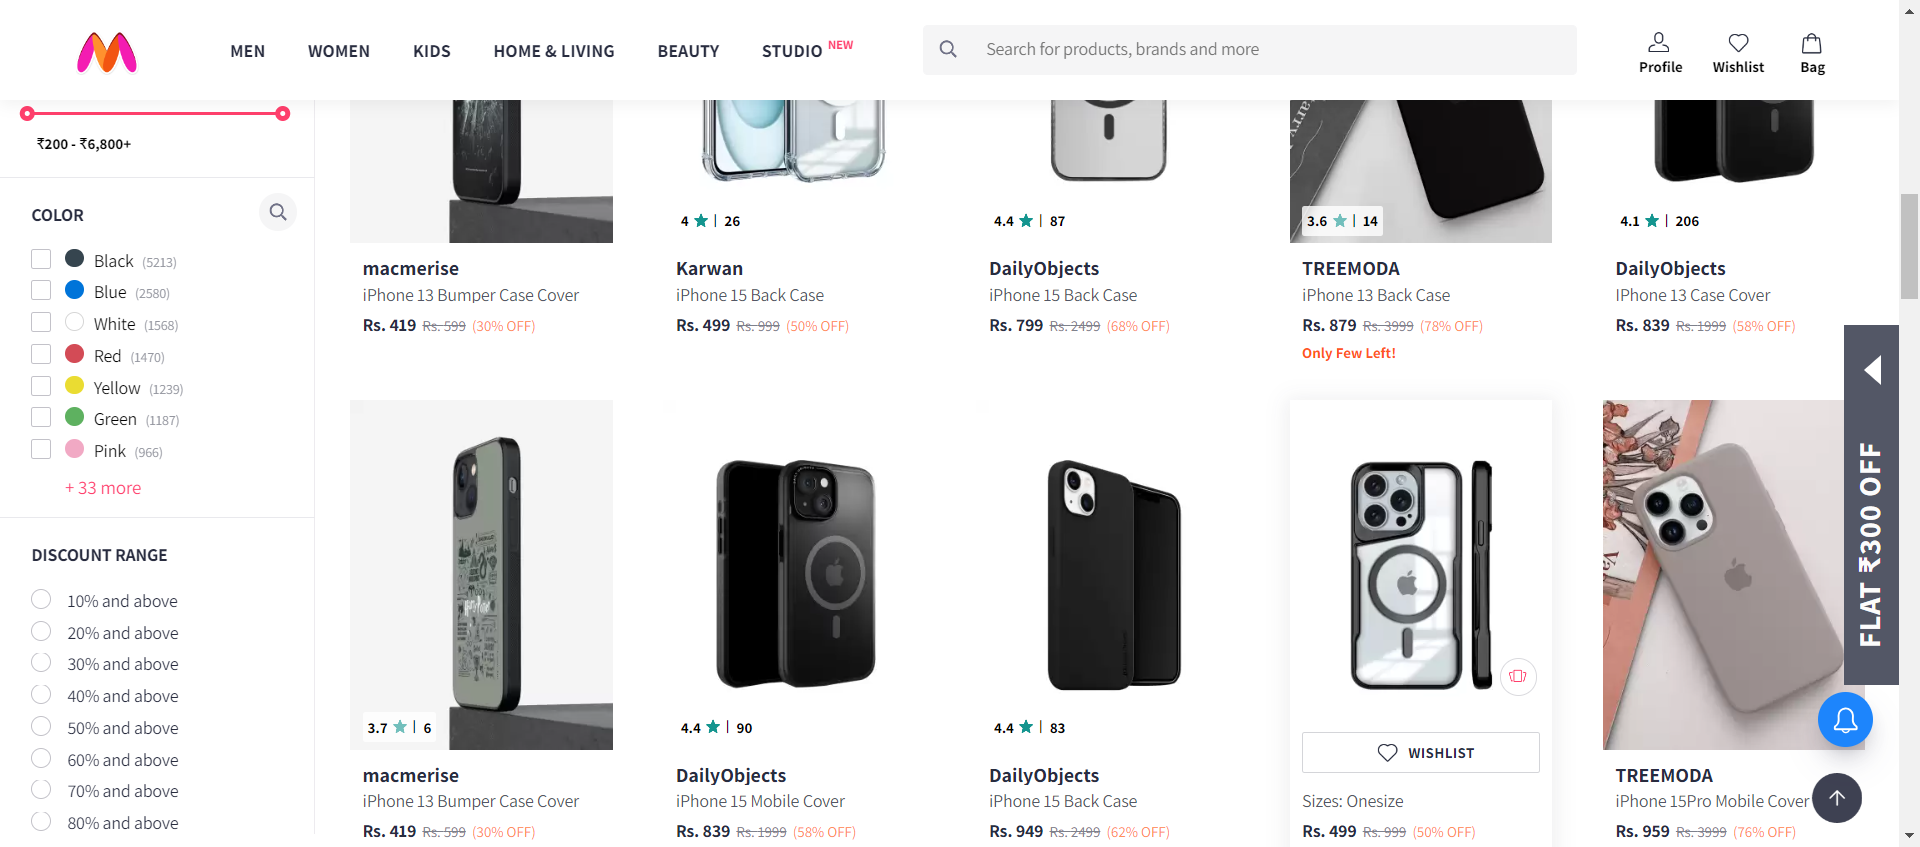 MEN
WOMEN
KIDS
HOME & LIVING
BEAUTY
STUDIO NEW
Search for products, brands and more
Profile
Wishlist
Bag
₹200 - ₹6,800+
COLOR
Black (5213)
Blue (2580)
White (1568)
Red (1470)
Yellow (1239)
Green (1187)
Pink (966)
+ 33 more
DISCOUNT RANGE
10% and above
20% and above
30% and above
40% and above
50% and above
60% and above
70% and above
80% and above
macmerise
iPhone 13 Bumper Case Cover
Rs. 419 Rs. 599 (30% OFF)
4 ★ | 26
Karwan
iPhone 15 Back Case
Rs. 499 Rs. 999 (50% OFF)
4.4 ★ | 87
DailyObjects
iPhone 15 Back Case
Rs. 799 Rs. 2499 (68% OFF)
3.6 ★ | 14
TREEMODA
iPhone 13 Back Case
Rs. 879 Rs. 3999 (78% OFF)
Only Few Left!
4.1 ★ | 206
DailyObjects
IPhone 13 Case Cover
Rs. 839 Rs. 1999 (58% OFF)
3.7 ★ | 6
macmerise
iPhone 13 Bumper Case Cover
Rs. 419 Rs. 599 (30% OFF)
4.4 ★ | 90
DailyObjects
iPhone 15 Mobile Cover
Rs. 839 Rs. 1999 (58% OFF)
4.4 ★ | 83
DailyObjects
iPhone 15 Back Case
Rs. 949 Rs. 2499 (62% OFF)
WISHLIST
Sizes: Onesize
Rs. 499 Rs. 999 (50% OFF)
TREEMODA
iPhone 15Pro Mobile Cover
Rs. 959 Rs. 3999 (76% OFF)
FLAT ₹300 OFF